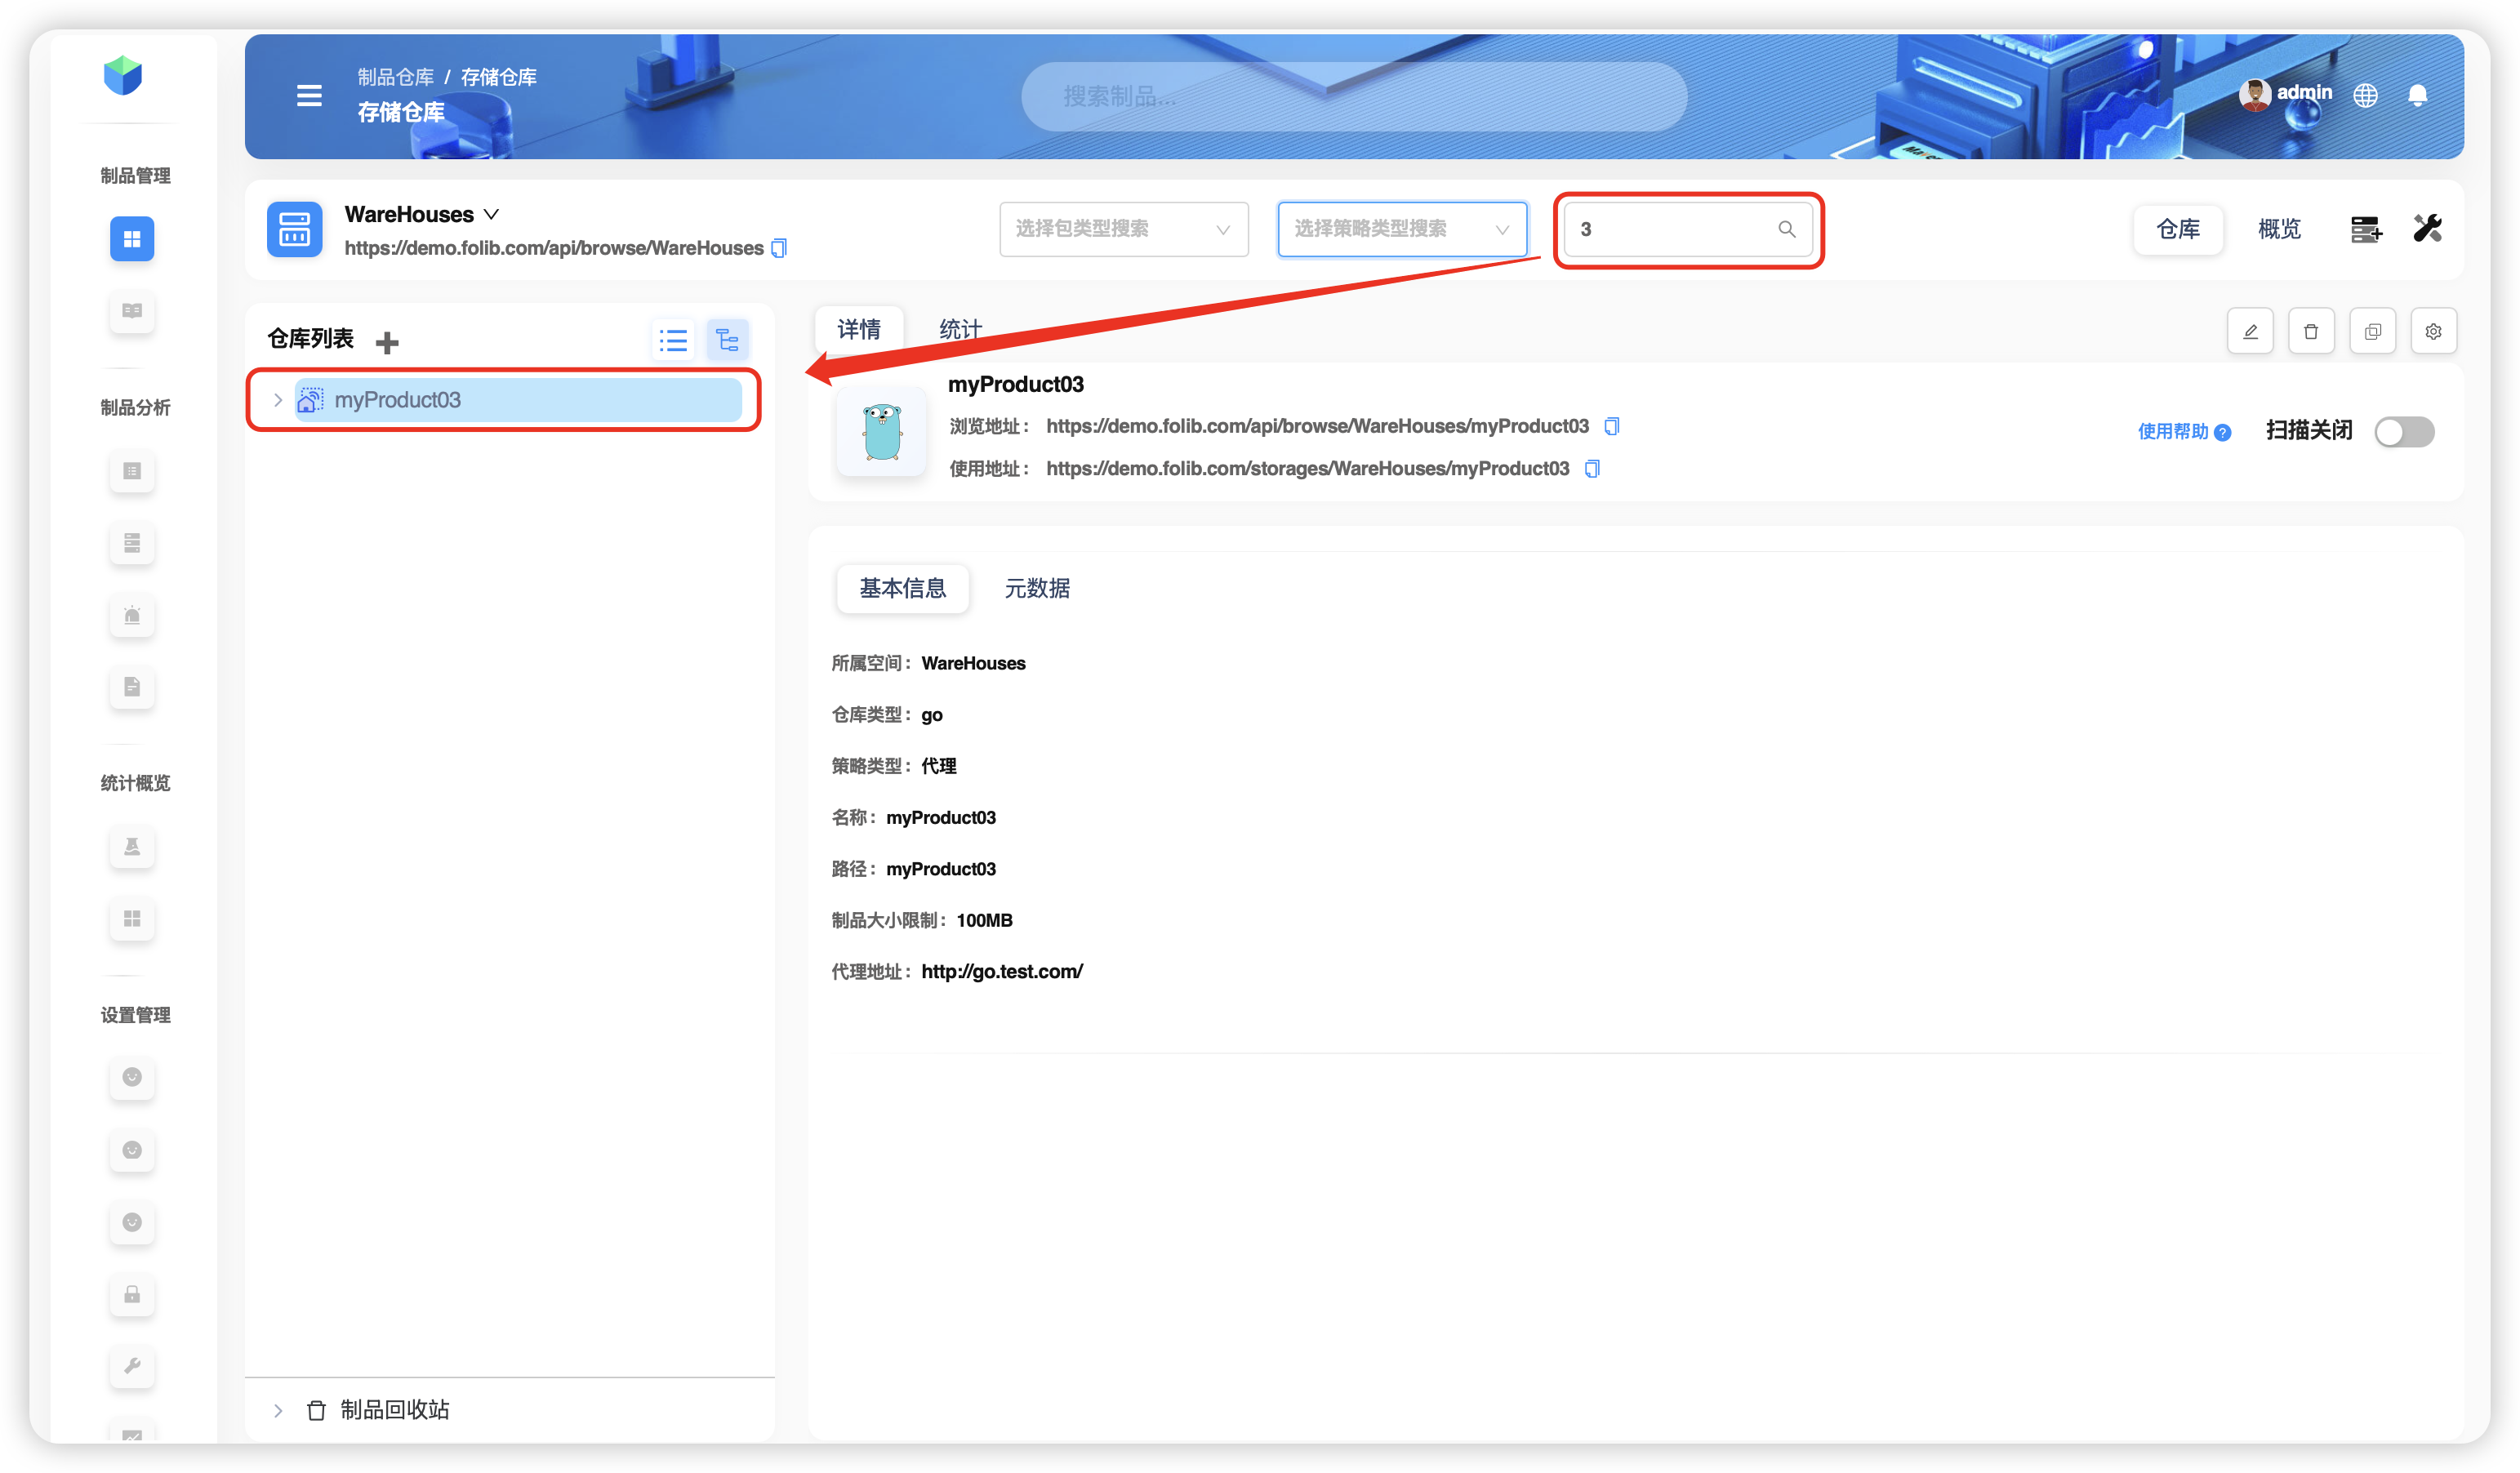 制品仓库 / 存储仓库
存储仓库
搜索制品...
admin
制品管理
制品分析
统计概览
设置管理
WareHouses
https://demo.folib.com/api/browse/WareHouses
选择包类型搜索
选择策略类型搜索
3
仓库
概览
仓库列表
myProduct03
制品回收站
详情
统计
myProduct03
浏览地址： https://demo.folib.com/api/browse/WareHouses/myProduct03
使用地址： https://demo.folib.com/storages/WareHouses/myProduct03
使用帮助
扫描关闭
基本信息
元数据
所属空间： WareHouses
仓库类型： go
策略类型： 代理
名称： myProduct03
路径： myProduct03
制品大小限制： 100MB
代理地址： http://go.test.com/